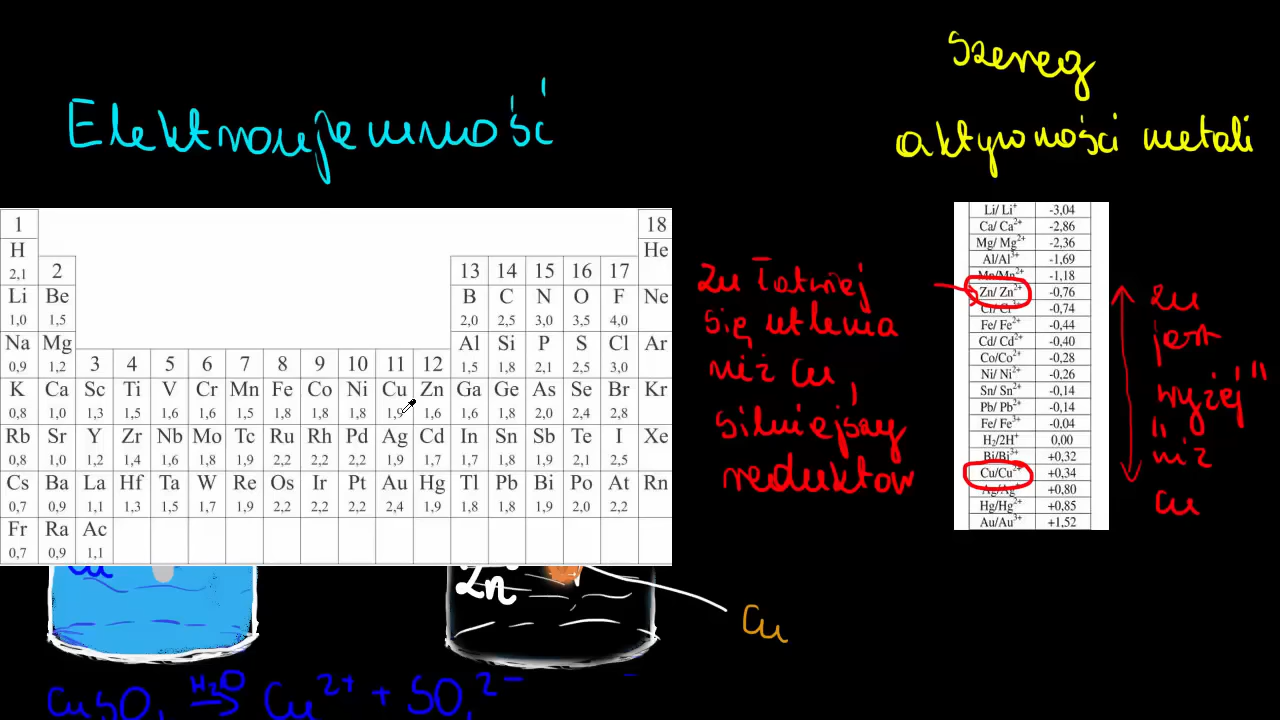 Elektroujemność
szereg
aktywności metali
1 18
H He
2,1 2 13 14 15 16 17
Li Be B C N O F Ne
1,0 1,5 2,0 2,5 3,0 3,5 4,0
Na Mg Al Si P S Cl Ar
0,9 1,2 3 4 5 6 7 8 9 10 11 12 1,5 1,8 2,1 2,5 3,0
K Ca Sc Ti V Cr Mn Fe Co Ni Cu Zn Ga Ge As Se Br Kr
0,8 1,0 1,3 1,5 1,6 1,6 1,5 1,8 1,8 1,8 1,9 1,6 1,6 1,8 2,0 2,4 2,8
Rb Sr Y Zr Nb Mo Tc Ru Rh Pd Ag Cd In Sn Sb Te I Xe
0,8 1,0 1,2 1,4 1,6 1,8 1,9 2,2 2,2 2,2 1,9 1,7 1,7 1,8 1,9 2,1 2,5
Cs Ba La Hf Ta W Re Os Ir Pt Au Hg Tl Pb Bi Po At Rn
0,7 0,9 1,1 1,3 1,5 1,7 1,9 2,2 2,2 2,2 2,4 1,9 1,8 1,8 1,9 2,0 2,2
Fr Ra Ac
0,7 0,9 1,1
Zn łatwiej
się utlenia
niż Cu,
silniejszy
reduktor
Li/ Li⁺ -3,04
Ca/ Ca²⁺ -2,86
Mg/ Mg²⁺ -2,36
Al/Al³⁺ -1,69
Mn/Mn²⁺ -1,18
Zn/ Zn²⁺ -0,76
Cr/ Cr³⁺ -0,74
Fe/ Fe²⁺ -0,44
Cd/ Cd²⁺ -0,40
Co/Co²⁺ -0,28
Ni/ Ni²⁺ -0,26
Sn/ Sn²⁺ -0,14
Pb/ Pb²⁺ -0,14
Fe/ Fe³⁺ -0,04
H₂/2H⁺ 0,00
Bi/Bi³⁺ +0,32
Cu/Cu²⁺ +0,34
Ag/Ag⁺ +0,80
Hg/Hg²⁺ +0,85
Au/Au³⁺ +1,52
Zn
jest
"wyżej"
niż
Cu
Cu
Zn
Cu
CuSO₄ H₂O → Cu²⁺ + SO₄²⁻